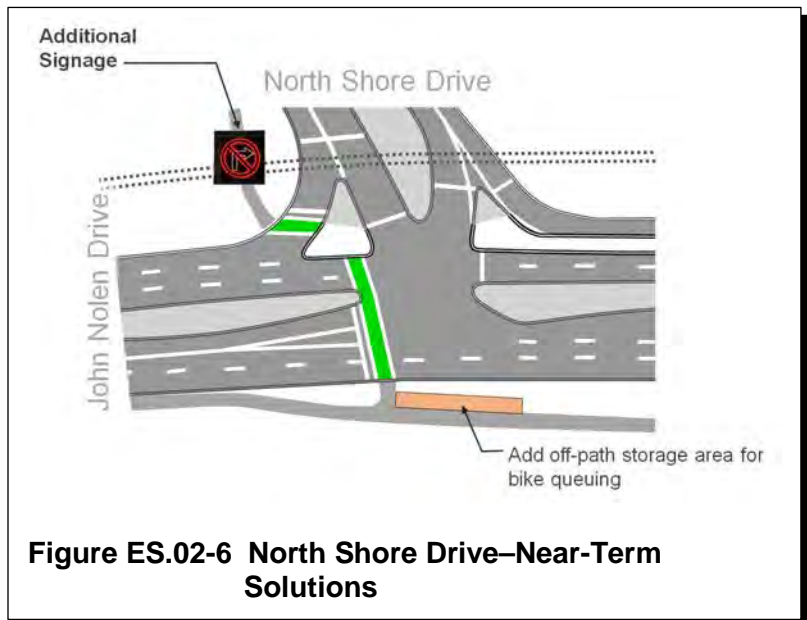 Additional
Signage
North Shore Drive
John Nolen Drive
Add off-path storage area for
bike queuing
Figure ES.02-6 North Shore Drive–Near-Term
Solutions